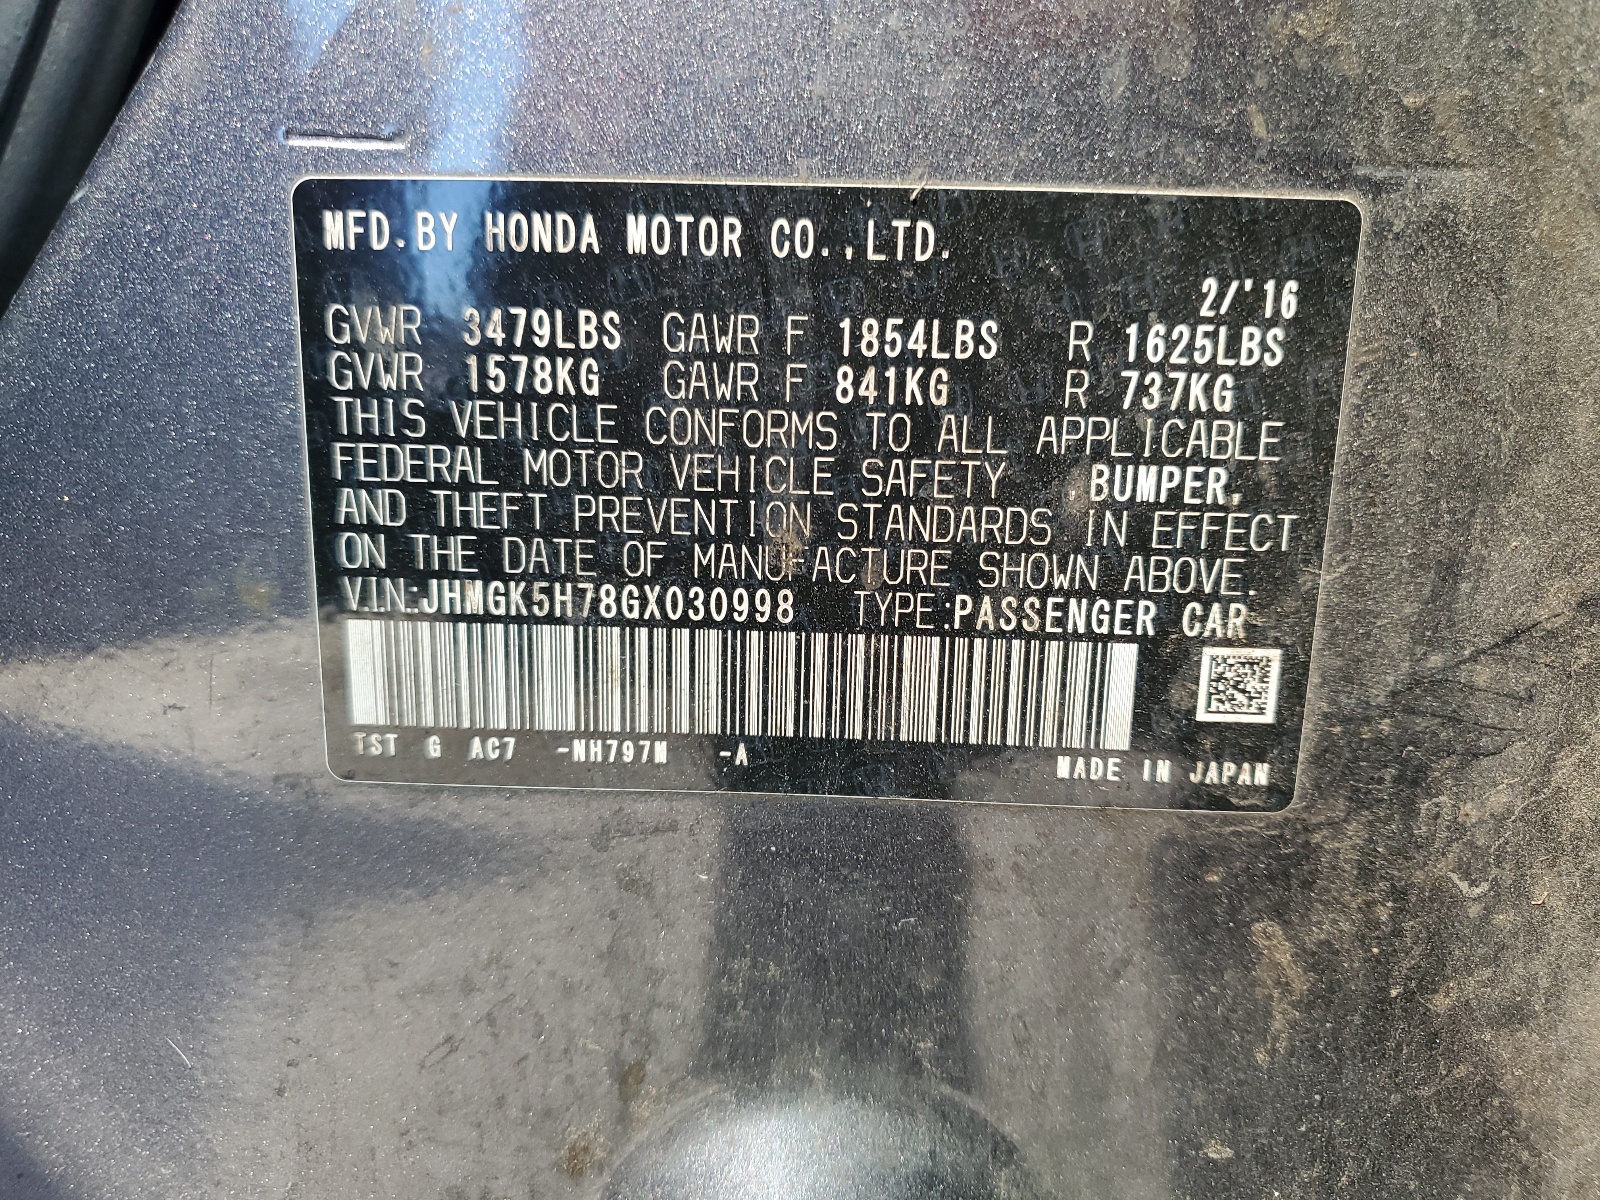 MFD.BY HONDA MOTOR CO.,LTD.
2/'16
GVWR 3479LBS GAWR F 1854LBS R 1625LBS
GVWR 1578KG GAWR F 841KG R 737KG
THIS VEHICLE CONFORMS TO ALL APPLICABLE
FEDERAL MOTOR VEHICLE SAFETY BUMPER,
AND THEFT PREVENTION STANDARDS IN EFFECT
ON THE DATE OF MANUFACTURE SHOWN ABOVE.
V.I.N.:JHMGK5H78GX030998 TYPE:PASSENGER CAR
TST G AC7 -NH797M -A
MADE IN JAPAN